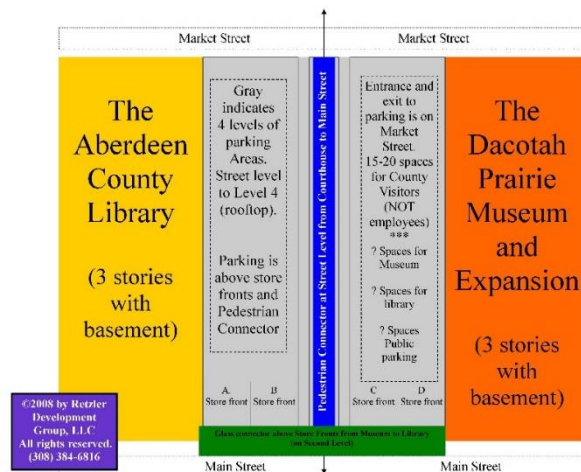 Market Street
Market Street
The
Aberdeen
County
Library
(3 stories
with
basement)
Gray
indicates
4 levels of
parking
Areas.
Street level
to Level 4
(rooftop).
Parking is
above store
fronts and
Pedestrian
Connector
A.
Store front
B
Store front
Pedestrian Connector at Street Level from Courthouse to Main Street
Entrance and
exit to
parking is on
Market
Street.
15-20 spaces
for County
Visitors
(NOT
employees)
***
? Spaces for
Museum
? Spaces for
library
? Spaces
Public
parking
C
Store front
D
Store front
The
Dacotah
Prairie
Museum
and
Expansion
(3 stories
with
basement)
©2008 by Retzler
Development
Group, LLC
All rights reserved.
(308) 384-6816
Glass connector above Store Fronts from Museum to Library
(on Second Level)
Main Street
Main Street